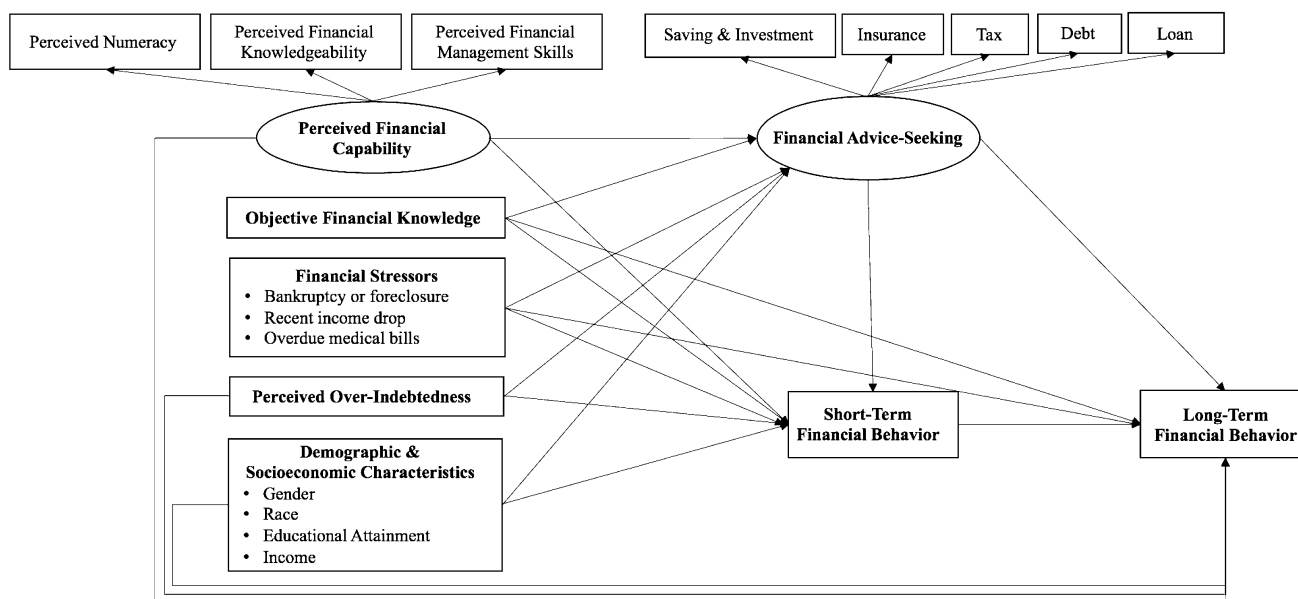 Perceived Numeracy
Perceived Financial
Knowledgeability
Perceived Financial
Management Skills
Saving & Investment
Insurance
Tax
Debt
Loan
Perceived Financial
Capability
Financial Advice-Seeking
Objective Financial Knowledge
Financial Stressors
• Bankruptcy or foreclosure
• Recent income drop
• Overdue medical bills
Perceived Over-Indebtedness
Short-Term
Financial Behavior
Long-Term
Financial Behavior
Demographic &
Socioeconomic Characteristics
• Gender
• Race
• Educational Attainment
• Income